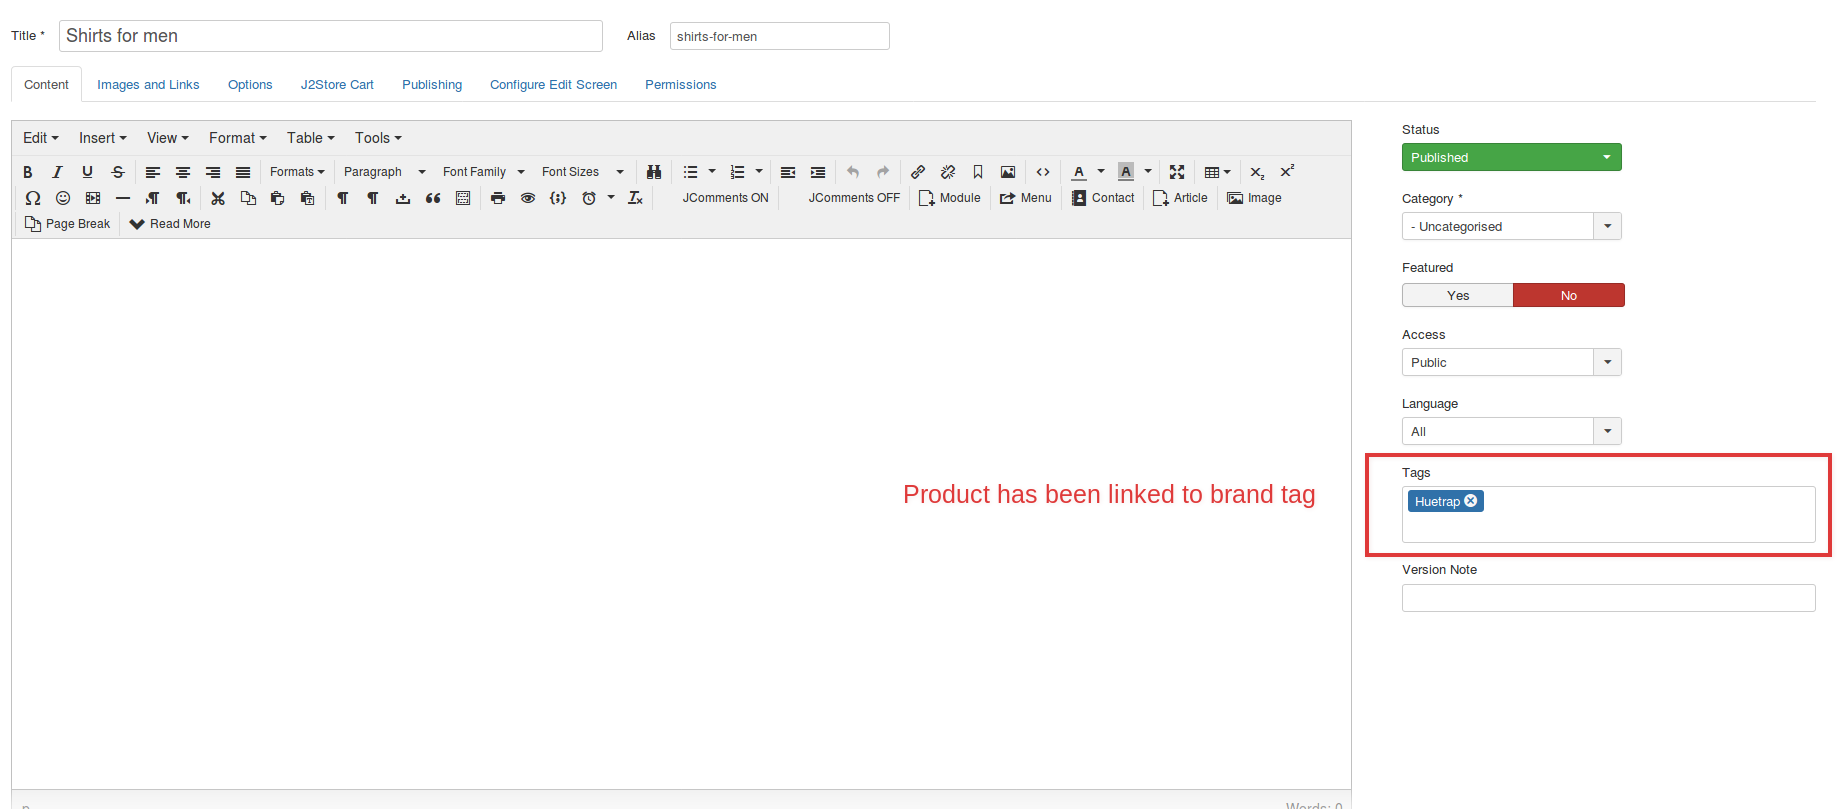 Title * Shirts for men Alias shirts-for-men
Content Images and Links Options J2Store Cart Publishing Configure Edit Screen Permissions
Edit Insert View Format Table Tools
B I U S Formats Paragraph Font Family Font Sizes A A x₂ x²
Ω JComments ON JComments OFF Module Menu Contact Article Image
Page Break Read More
Status
Published
Category *
- Uncategorised
Featured
Yes No
Access
Public
Language
All
Tags
Huetrap
Product has been linked to brand tag
Version Note
p
Words: 0